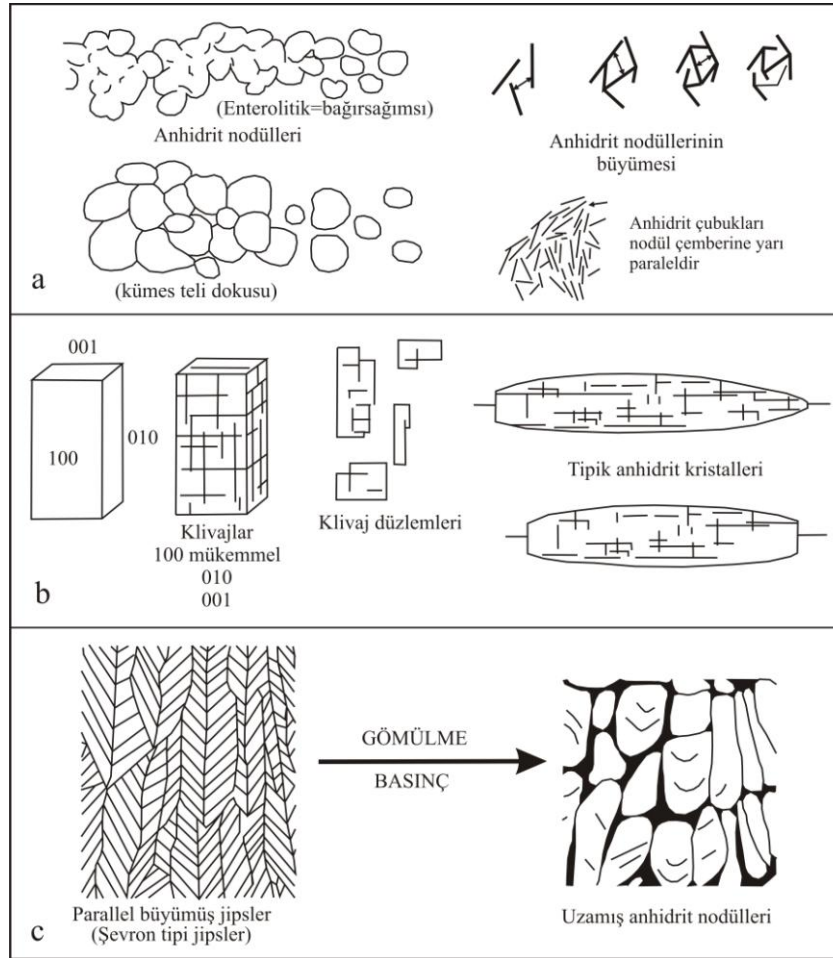 (Enterolitik=bağırsağımsı)
Anhidrit nodülleri
Anhidrit nodüllerinin
büyümesi
(kümes teli dokusu)
Anhidrit çubukları
nodül çemberine yarı
paraleldir
a
001
100
010
Klivajlar
100 mükemmel
010
001
Klivaj düzlemleri
Tipik anhidrit kristalleri
b
GÖMÜLME
BASINÇ
Parallel büyümüş jipsler
(Şevron tipi jipsler)
Uzamış anhidrit nodülleri
c